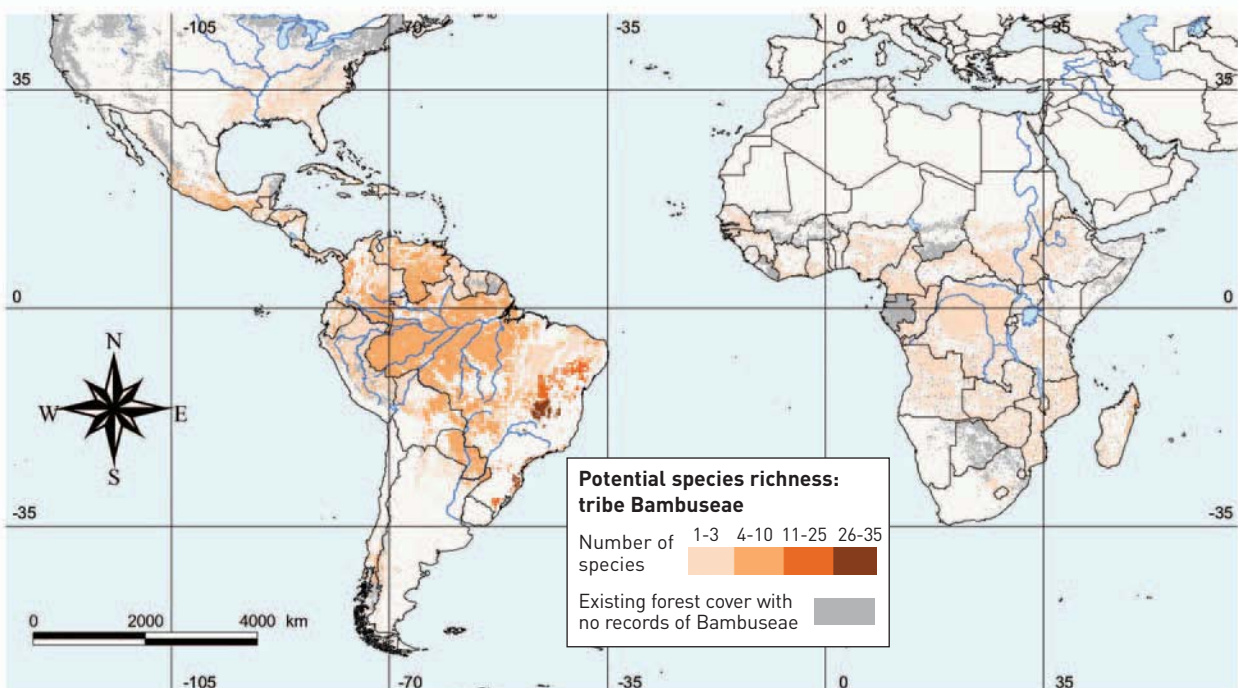 -105 -70 -35 0 35
35 35
0 0
N
W E
S
-35 -35
0 2000 4000 km
Potential species richness:
tribe Bambuseae
Number of 1-3 4-10 11-25 26-35
species
Existing forest cover with
no records of Bambuseae
-105 -70 -35 0 35